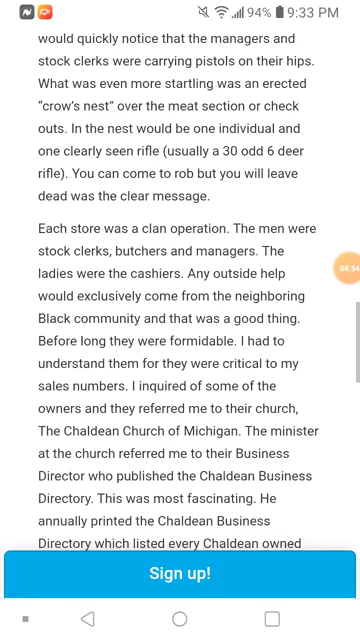 94% 9:33 PM
would quickly notice that the managers and
stock clerks were carrying pistols on their hips.
What was even more startling was an erected
“crow’s nest” over the meat section or check
outs. In the nest would be one individual and
one clearly seen rifle (usually a 30 odd 6 deer
rifle). You can come to rob but you will leave
dead was the clear message.
Each store was a clan operation. The men were
stock clerks, butchers and managers. The
ladies were the cashiers. Any outside help
would exclusively come from the neighboring
Black community and that was a good thing.
Before long they were formidable. I had to
understand them for they were critical to my
sales numbers. I inquired of some of the
owners and they referred me to their church,
The Chaldean Church of Michigan. The minister
at the church referred me to their Business
Director who published the Chaldean Business
Directory. This was most fascinating. He
annually printed the Chaldean Business
Directory which listed every Chaldean owned
04:54
Sign up!